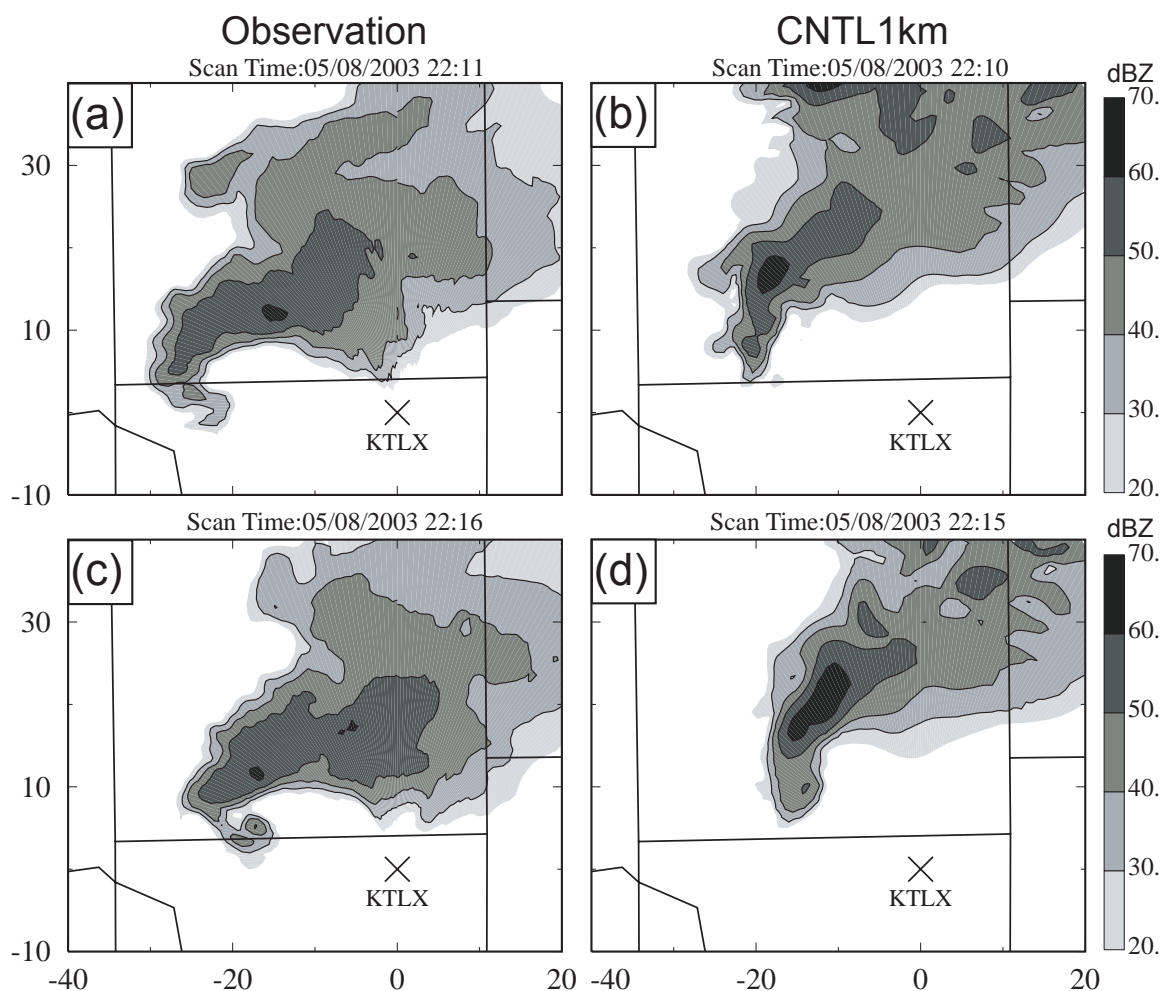 Observation CNTL1km
Scan Time:05/08/2003 22:11 Scan Time:05/08/2003 22:10 dBZ
(a) (b)
70.
60.
50.
40.
30.
20.
30
10
-10
KTLX KTLX
Scan Time:05/08/2003 22:16 Scan Time:05/08/2003 22:15 dBZ
(c) (d)
70.
60.
50.
40.
30.
20.
30
10
-10
KTLX KTLX
-40 -20 0 20 -40 -20 0 20